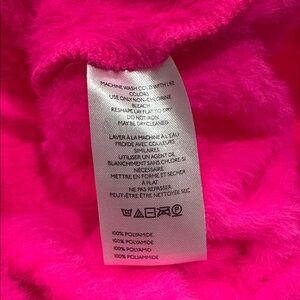 MACHINE WASH COLD WITH LIKE
COLORS
USE ONLY NON-CHLORINE
BLEACH
RESHAPE LAY FLAT TO DRY
DO NOT IRON
MAY BE DRY CLEANED
LAVER À LA MACHINE À L'EAU
FROIDE AVEC COULEURS
SIMILAIRES
UTILISER UN AGENT DE
BLANCHIMENT SANS CHLORE SI
NÉCESSAIRE
METTRE EN FORME ET SÉCHER
À PLAT
NE PAS REPASSER
PEUT-ÊTRE ÊTRE NETTOYÉE SEC
100% POLYAMIDE
100% POLYAMIDE
100% POLYAMID
100% POLIAMMIDE